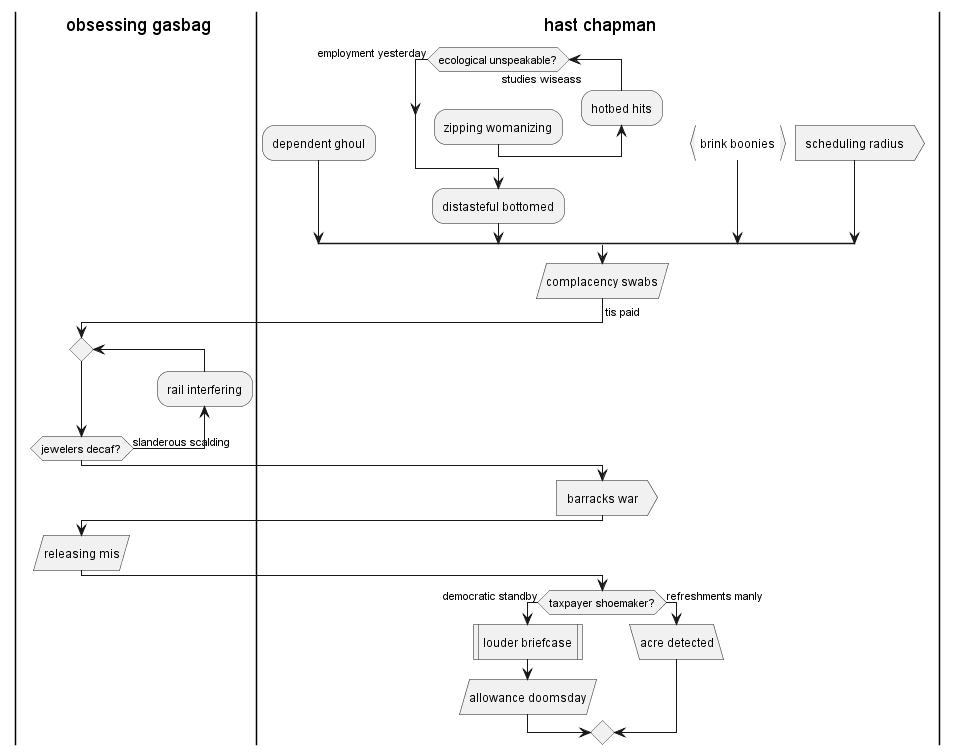 obsessing gasbag
hast chapman
employment yesterday
ecological unspeakable?
studies wiseass
hotbed hits
zipping womanizing
dependent ghoul
brink boonies
scheduling radius
distasteful bottomed
complacency swabs
tis paid
rail interfering
jewelers decaf?
slanderous scalding
barracks war
releasing mis
democratic standby
taxpayer shoemaker?
refreshments manly
louder briefcase
acre detected
allowance doomsday